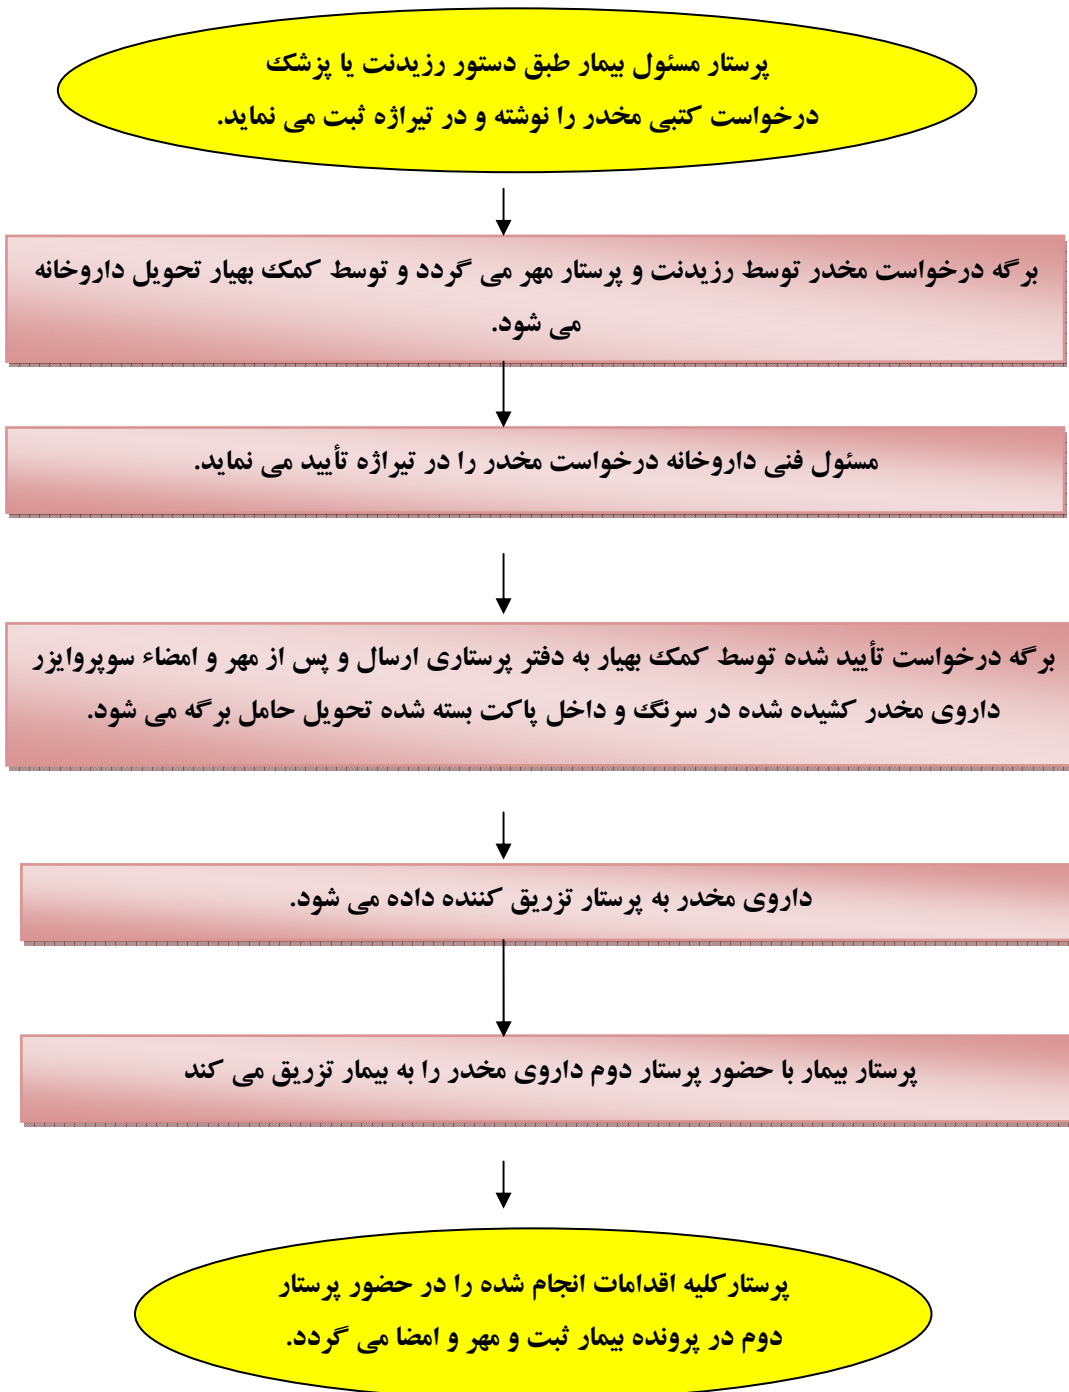 پرستار مسئول بیمار طبق دستور رزیدنت یا پزشک
درخواست کتبی مخدر را نوشته و در تیراژه ثبت می نماید.
برگه درخواست مخدر توسط رزیدنت و پرستار مهر می گردد و توسط کمک بهیار تحویل داروخانه
می شود.
مسئول فنی داروخانه درخواست مخدر را در تیراژه تأیید می نماید.
برگه درخواست تأیید شده توسط کمک بهیار به دفتر پرستاری ارسال و پس از مهر و امضاء سوپروایزر
داروی مخدر کشیده شده در سرنگ و داخل پاکت بسته شده تحویل حامل برگه می شود.
داروی مخدر به پرستار تزریق کننده داده می شود.
پرستار بیمار با حضور پرستار دوم داروی مخدر را به بیمار تزریق می کند
پرستار کلیه اقدامات انجام شده را در حضور پرستار
دوم در پرونده بیمار ثبت و مهر و امضا می گردد.